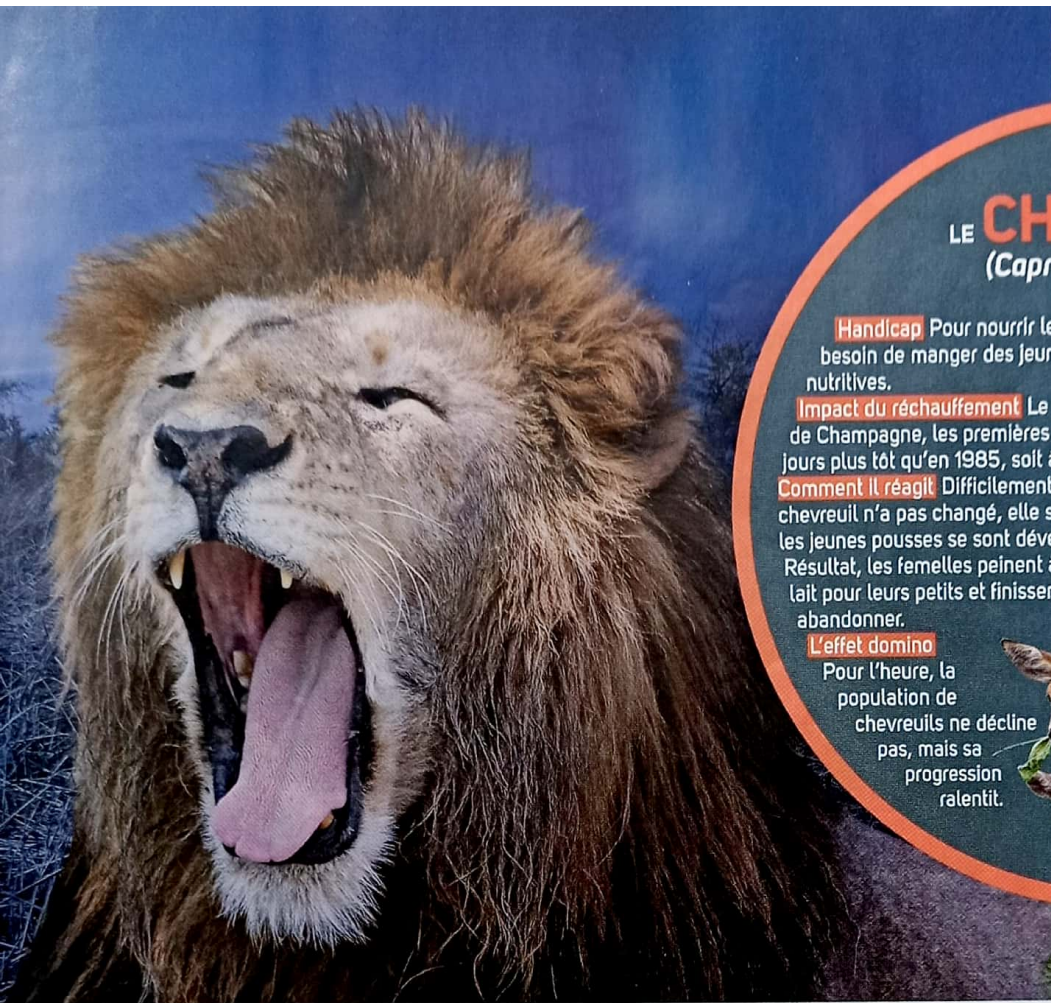 LE CH
(Capr
Handicap Pour nourrir le
besoin de manger des jeun
nutritives.
Impact du réchauffement Le
de Champagne, les premières
jours plus tôt qu'en 1985, soit a
Comment il réagit Difficilement
chevreuil n'a pas changé, elle s
les jeunes pousses se sont déve
Résultat, les femelles peinent à
lait pour leurs petits et finissen
abandonner.
L'effet domino
Pour l'heure, la
population de
chevreuils ne décline
pas, mais sa
progression
ralentit.